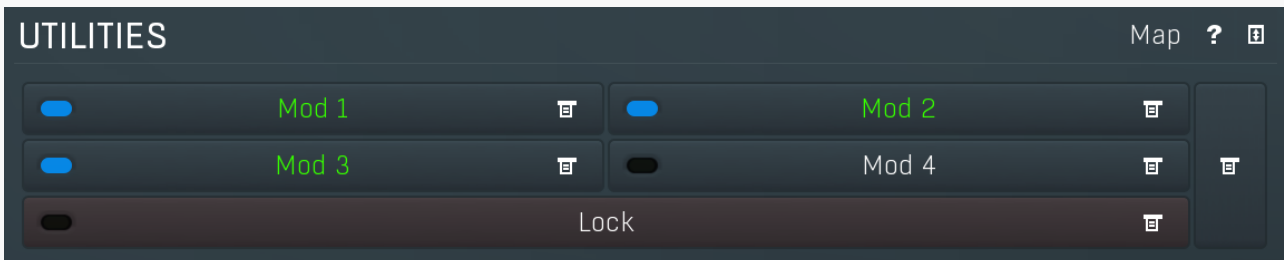 UTILITIES Map ?
Mod 1 Mod 2
Mod 3 Mod 4
Lock